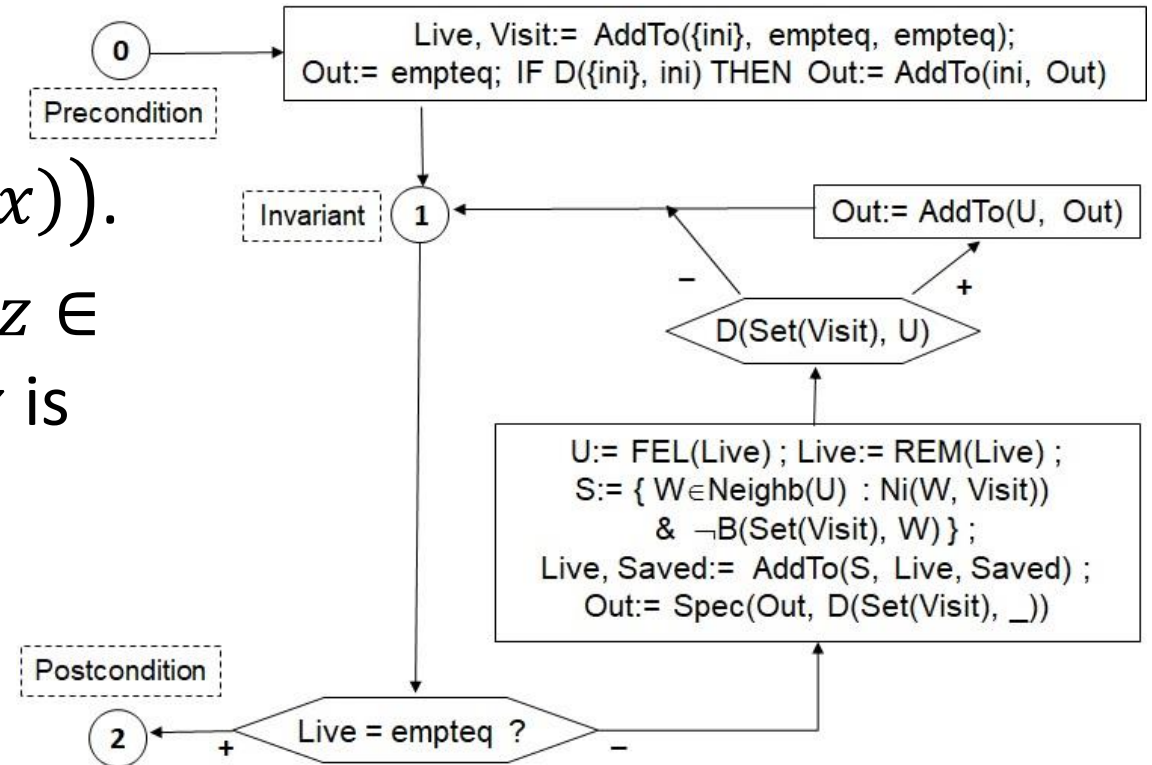 0
Precondition
Live, Visit:= AddTo({ini}, empteq, empteq);
Out:= empteq; IF D({ini}, ini) THEN Out:= AddTo(ini, Out)
x)).
z ∈
is
Invariant
1
Out:= AddTo(U, Out)
–
+
D(Set(Visit), U)
U:= FEL(Live) ; Live:= REM(Live) ;
S:= { W∈Neighb(U) : Ni(W, Visit))
& ¬B(Set(Visit), W) } ;
Live, Saved:= AddTo(S, Live, Saved) ;
Out:= Spec(Out, D(Set(Visit), _))
Postcondition
2
+
Live = empteq ?
–